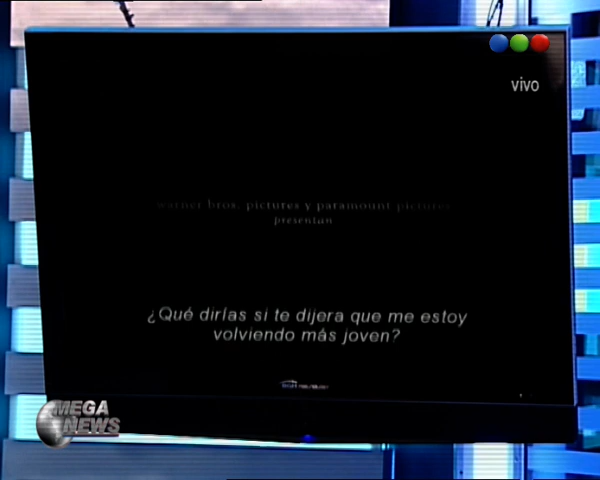 vivo
warner bros. pictures y paramount pictures
presentan
¿Qué dirías si te dijera que me estoy
volviendo más joven?
MEGA
NEWS